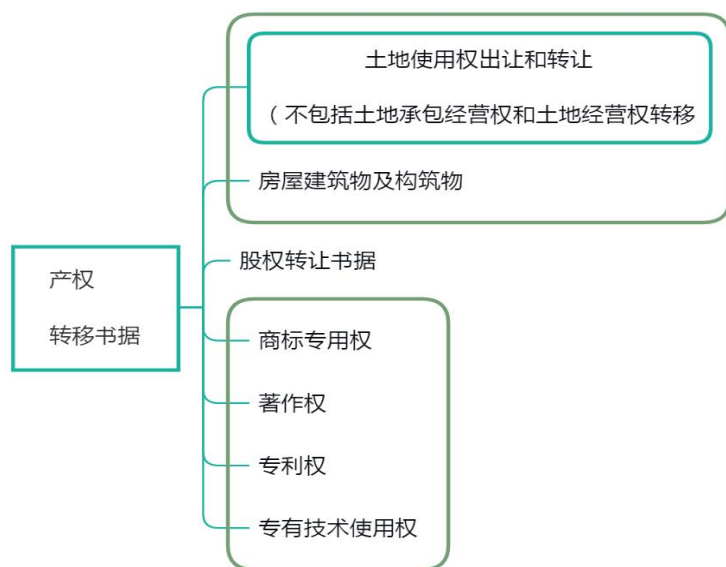 土地使用权出让和转让
（不包括土地承包经营权和土地经营权转移
房屋建筑物及构筑物
产权
转移书据
股权转让书据
商标专用权
著作权
专利权
专有技术使用权